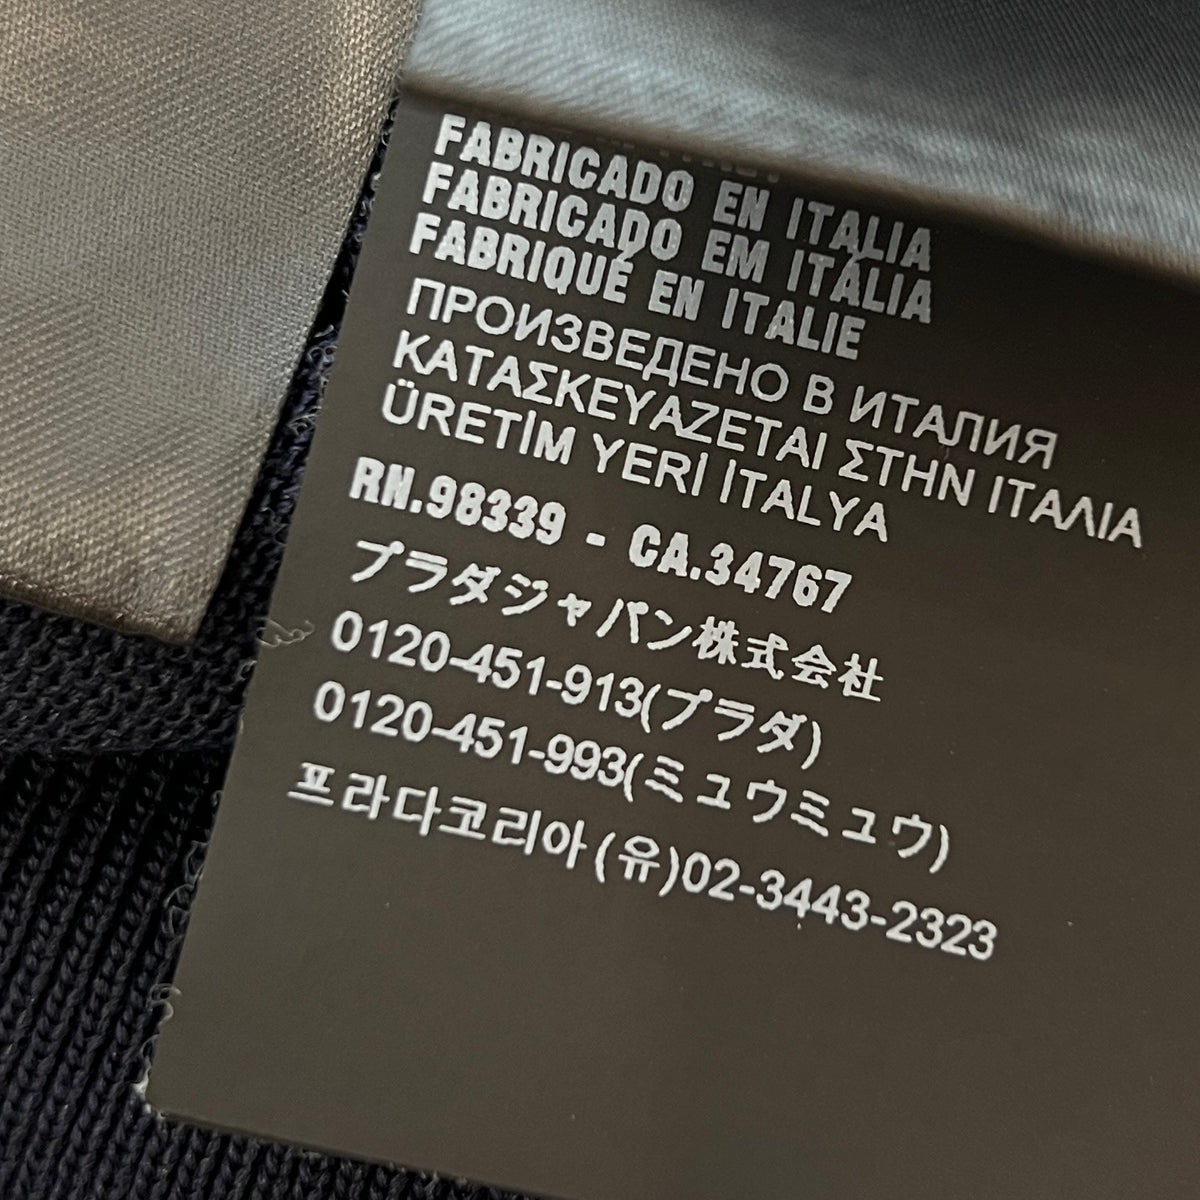 FABRICADO EN ITALIA
FABRICADO EM ITÁLIA
FABRIQUÉ EN ITALIE
ПРОИЗВЕДЕНО В ИТАЛИЯ
ΚΑΤΑΣΚΕΥΑΖΕΤΑΙ ΣΤΗΝ ΙΤΑΛΙΑ
ÜRETİM YERİ İTALYA
RN.98339 - CA.34767
プラダジャパン株式会社
0120-451-913(プラダ)
0120-451-993(ミュウミュウ)
프라다코리아(유)02-3443-2323